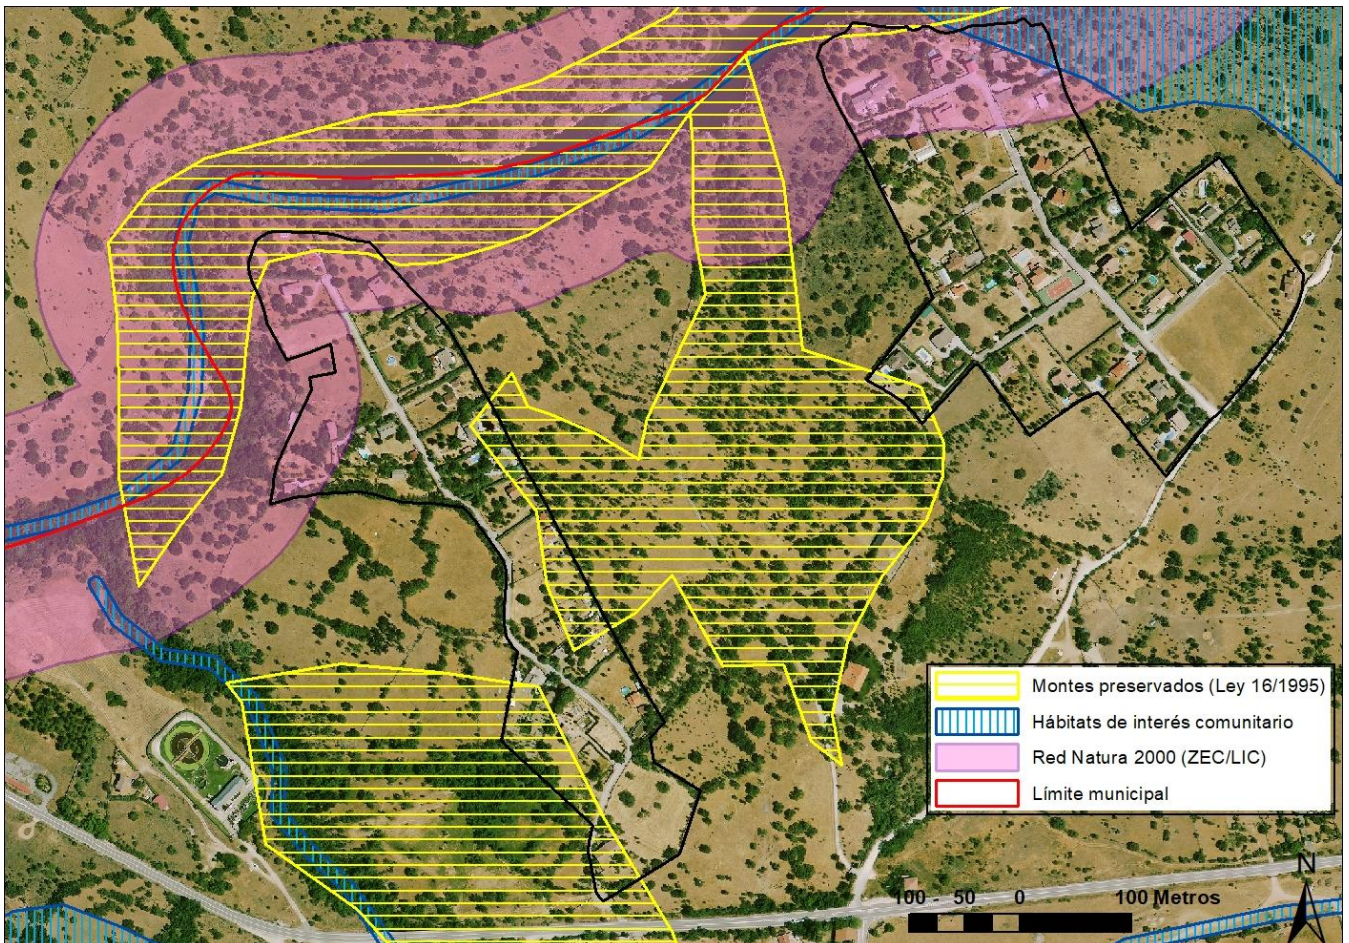 Montes preservados (Ley 16/1995)
Hábitats de interés comunitario
Red Natura 2000 (ZEC/LIC)
Límite municipal
N
100 50 0 100 Metros